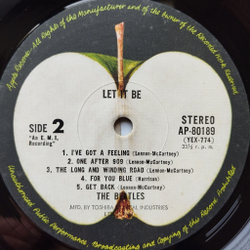 Apple Records-All Rights of the Manufacturer and of the Owner of the Recorded Work Reserved
LET IT BE
SIDE 2
"An E.M.I.
Recording"
STEREO
AP-80189
(YEX-774)
33⅓ r.p.m.
1. I'VE GOT A FEELING (Lennon-McCartney)
2. ONE AFTER 909 (Lennon-McCartney)
3. THE LONG AND WINDING ROAD (Lennon-McCartney)
4. FOR YOU BLUE (Harrison)
5. GET BACK (Lennon-McCartney)
THE BEATLES
MFG. BY TOSHIBA MUSICAL INDUSTRIES
Unauthorised Public Performance, Broadcasting and Copying of this Record Prohibited